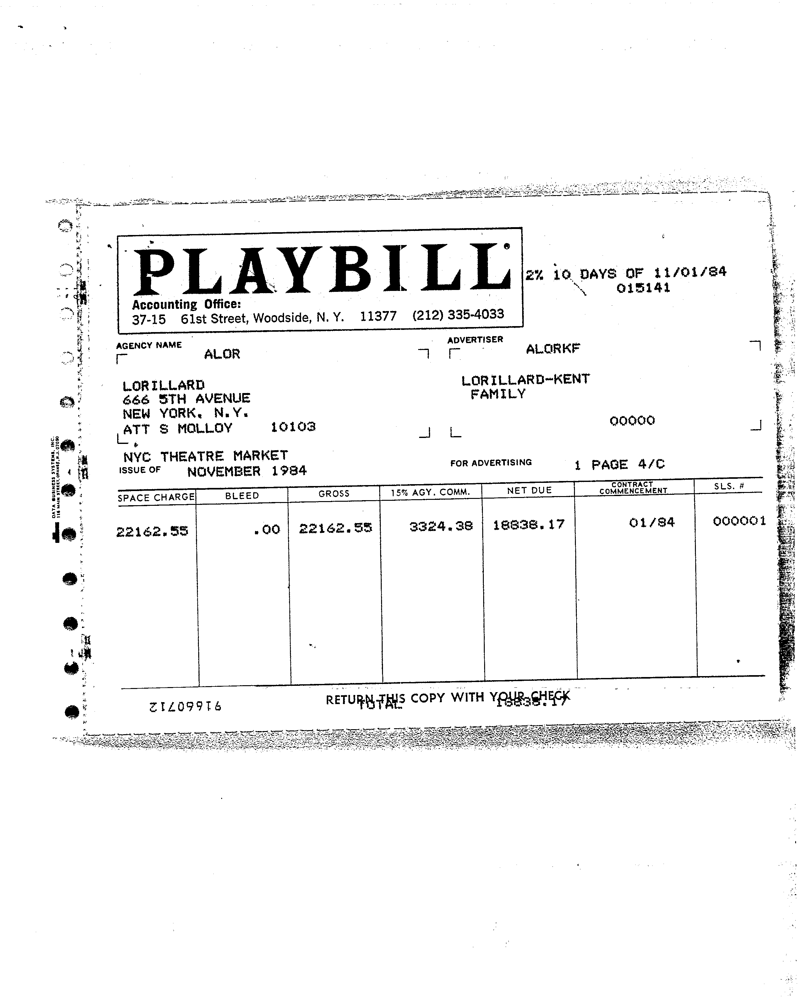 PLAYBILL
Accounting Office:
37-15 61st Street, Woodside, N. Y. 11377 (212) 335-4033
2% 10 DAYS OF 11/01/84
015141
AGENCY NAME
ALOR
ADVERTISER
ALORKF
LORILLARD
666 5TH AVENUE
NEW YORK, N.Y.
ATT S MOLLOY 10103
LORILLARD-KENT
FAMILY
00000
NYC THEATRE MARKET
ISSUE OF NOVEMBER 1984
FOR ADVERTISING 1 PAGE 4/C
SPACE CHARGE BLEED GROSS 15% AGY. COMM. NET DUE CONTRACT COMMENCEMENT SLS. #
22162.55 .00 22162.55 3324.38 18838.17 01/84 000001
RETURN THIS COPY WITH YOUR CHECK
TOTAL 18838.17
91660712
DATA BUSINESS SYSTEMS, INC.